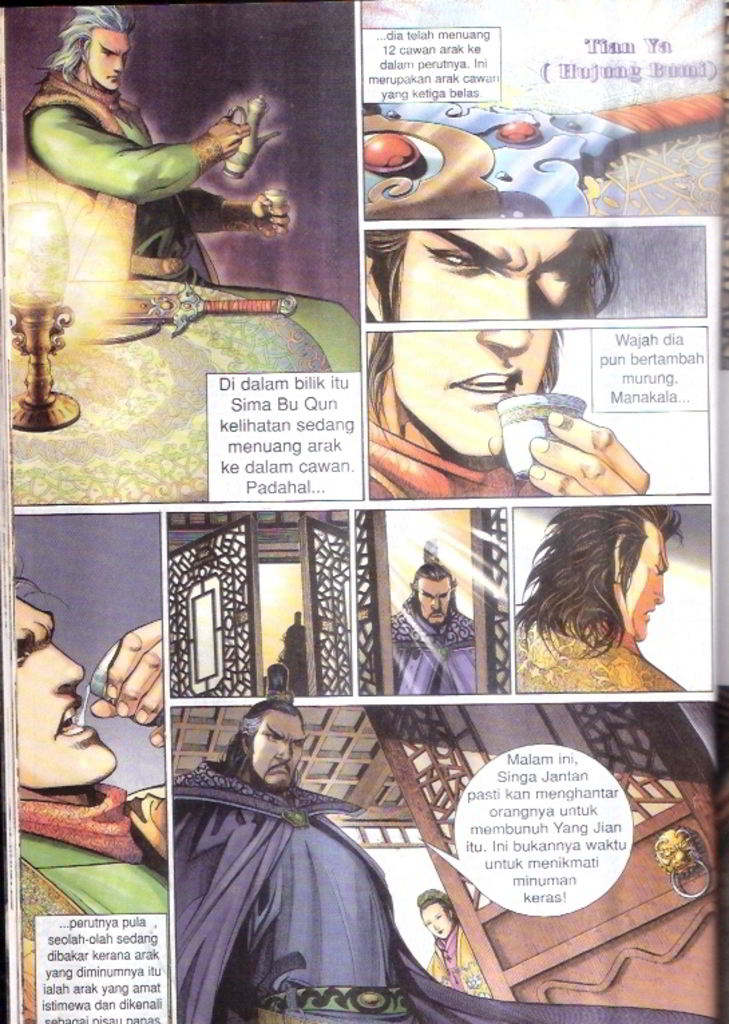 Di dalam bilik itu
Sima Bu Qun
kelihatan sedang
menuang arak
ke dalam cawan.
Padahal...
...dia telah menuang
12 cawan arak ke
dalam perutnya. Ini
merupakan arak cawan
yang ketiga belas.
Tian Ya
( Hujung Bumi)
Wajah dia
pun bertambah
murung.
Manakala...
...perutnya pula ,
seolah-olah sedang
dibakar kerana arak
yang diminumnya itu
ialah arak yang amat
istimewa dan dikenali
sebagai pisau panas
Malam ini,
Singa Jantan
pasti kan menghantar
orangnya untuk
membunuh Yang Jian
itu. Ini bukannya waktu
untuk menikmati
minuman
keras!